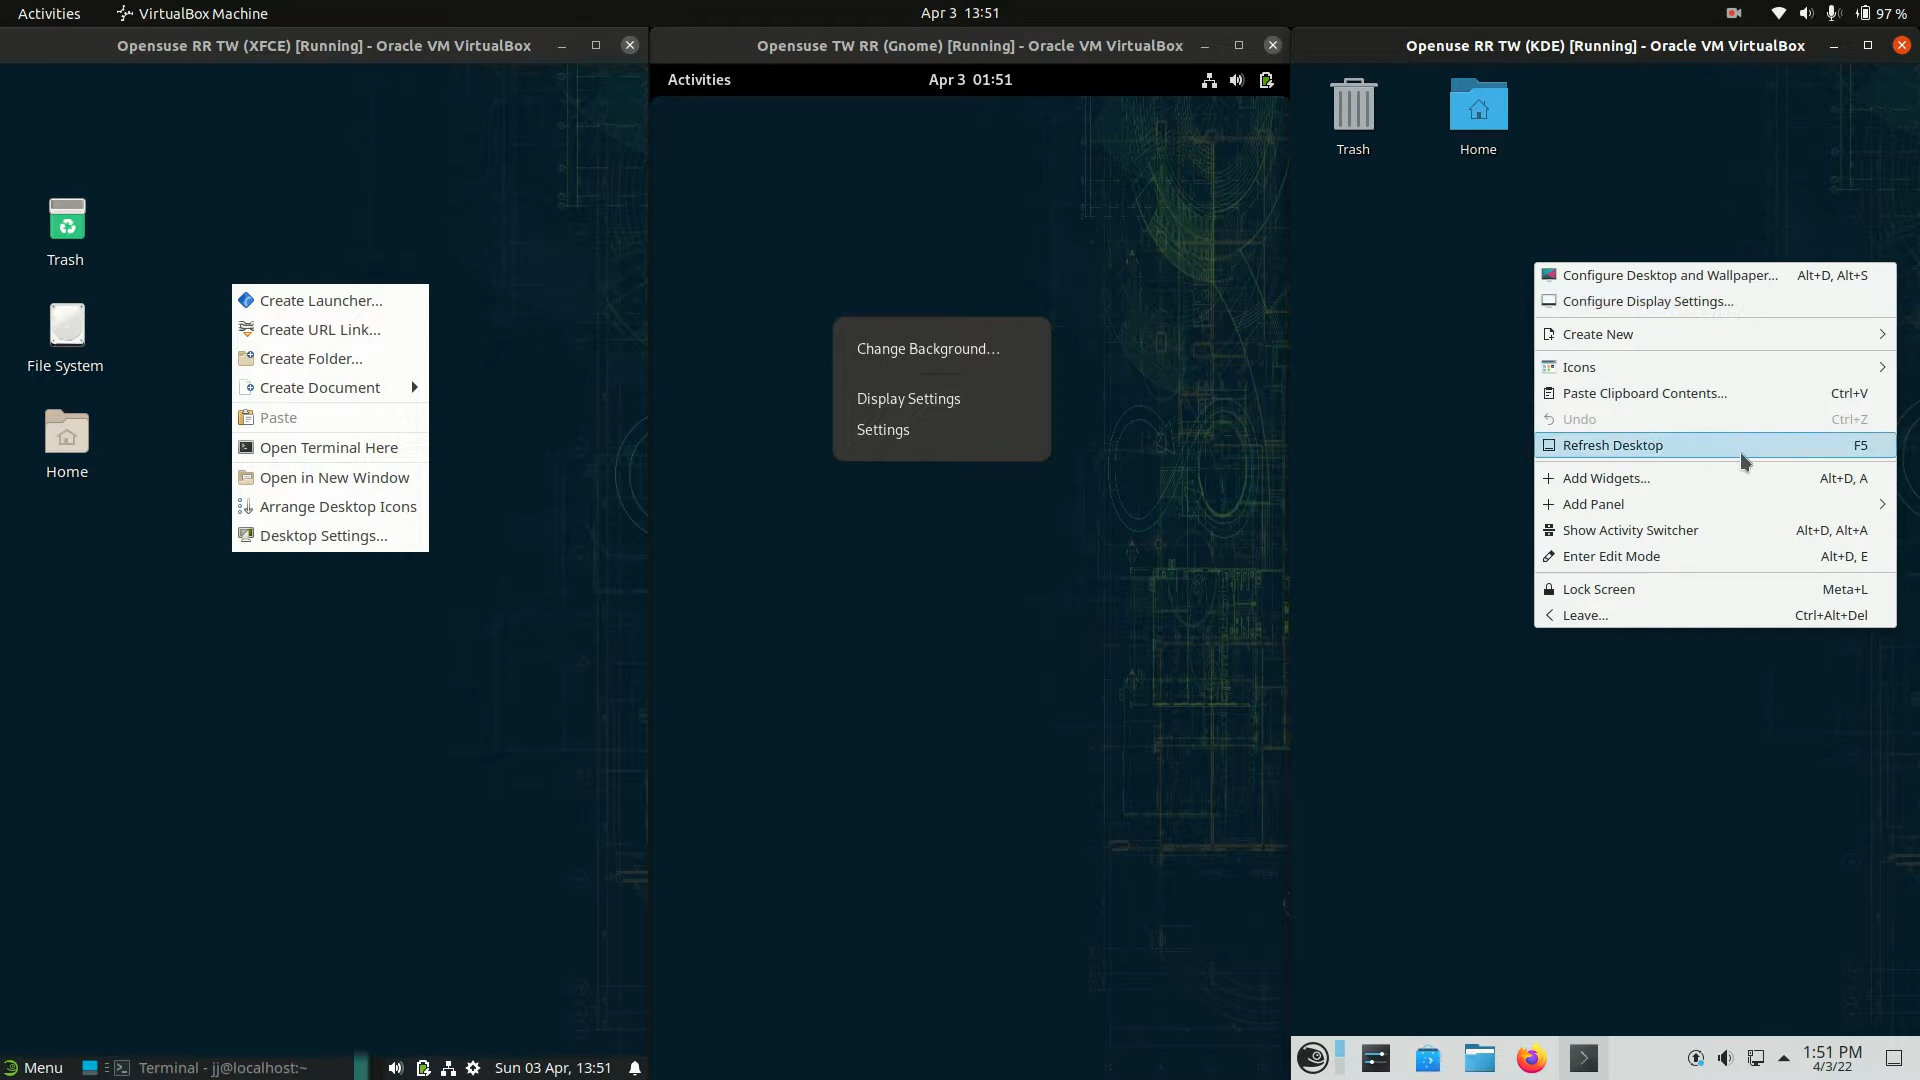 Activities
VirtualBox Machine
Apr 3 13:51
97 %
Opensuse RR TW (XFCE) [Running] - Oracle VM VirtualBox
Opensuse TW RR (Gnome) [Running] - Oracle VM VirtualBox
Openuse RR TW (KDE) [Running] - Oracle VM VirtualBox
Trash
File System
Home
Create Launcher...
Create URL Link...
Create Folder...
Create Document
Paste
Open Terminal Here
Open in New Window
Arrange Desktop Icons
Desktop Settings...
Menu
Terminal - jj@localhost:~
Sun 03 Apr, 13:51
Activities
Apr 3 01:51
Change Background…
Display Settings
Settings
Trash
Home
Configure Desktop and Wallpaper... Alt+D, Alt+S
Configure Display Settings...
Create New
Icons
Paste Clipboard Contents... Ctrl+V
Undo Ctrl+Z
Refresh Desktop F5
Add Widgets... Alt+D, A
Add Panel
Show Activity Switcher Alt+D, Alt+A
Enter Edit Mode Alt+D, E
Lock Screen Meta+L
Leave... Ctrl+Alt+Del
1:51 PM
4/3/22